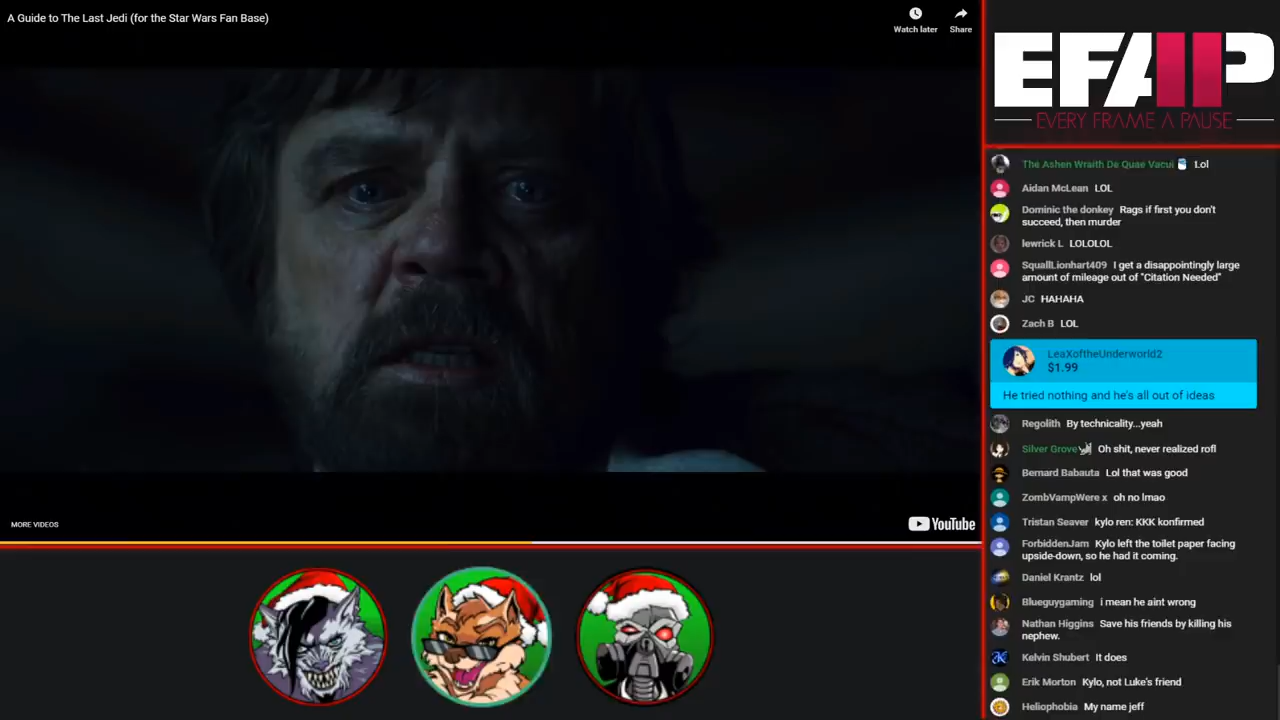 A Guide to The Last Jedi (for the Star Wars Fan Base)
Watch later
Share
MORE VIDEOS
YouTube
EFAP
EVERY FRAME A PAUSE
The Ashen Wraith De Quae Vacui Lol
Aidan McLean LOL
Dominic the donkey Rags if first you don't
succeed, then murder
lewrick L LOLOLOL
SquallLionhart409 I get a disappointingly large
amount of mileage out of "Citation Needed"
JC HAHAHA
Zach B LOL
LeaXoftheUnderworld2
$1.99
He tried nothing and he's all out of ideas
Regolith By technicality...yeah
Silver Grove Oh shit, never realized rofl
Bernard Babauta Lol that was good
ZombVampWere x oh no lmao
Tristan Seaver kylo ren: KKK konfirmed
ForbiddenJam Kylo left the toilet paper facing
upside-down, so he had it coming.
Daniel Krantz lol
Blueguygaming i mean he aint wrong
Nathan Higgins Save his friends by killing his
nephew.
Kelvin Shubert It does
Erik Morton Kylo, not Luke's friend
Heliophobia My name jeff